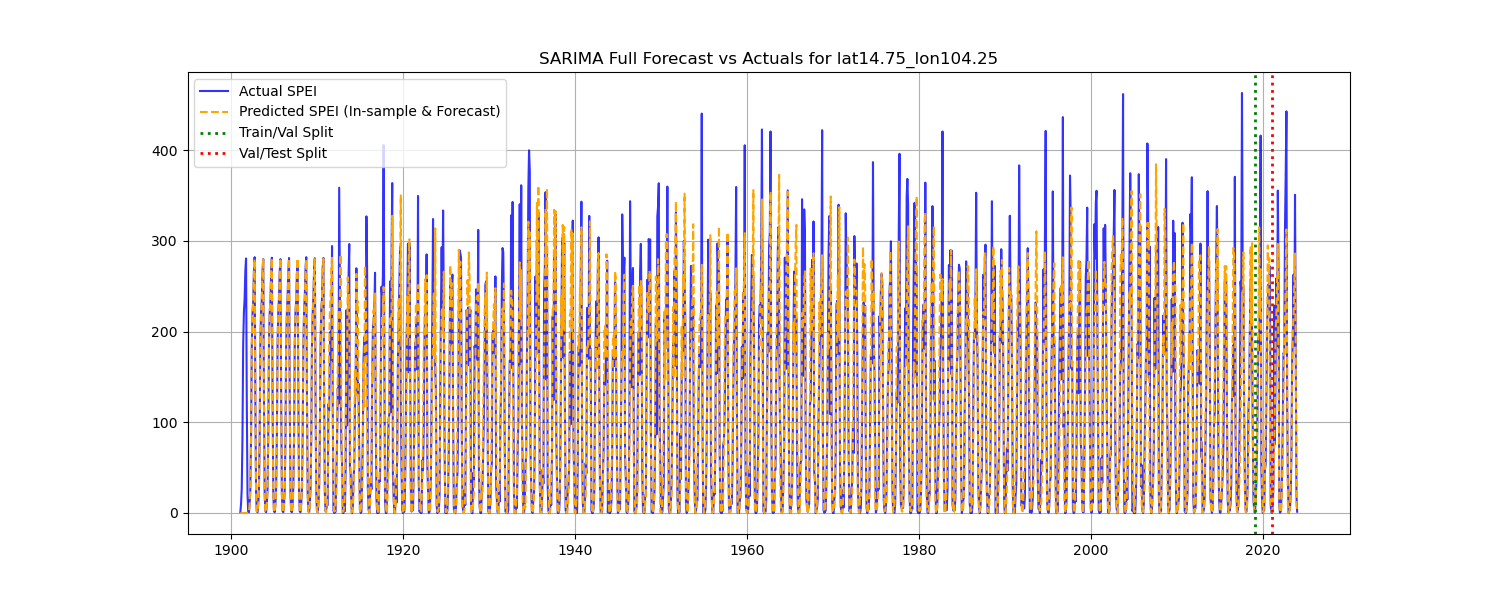 SARIMA Full Forecast vs Actuals for lat14.75_lon104.25
Actual SPEI
Predicted SPEI (In-sample & Forecast)
Train/Val Split
Val/Test Split
400
300
200
100
0
1900 1920 1940 1960 1980 2000 2020